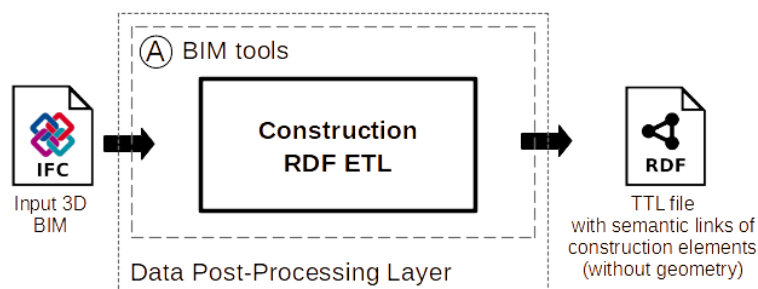 A BIM tools
Construction
RDF ETL
IFC
Input 3D
BIM
RDF
TTL file
with semantic links of
construction elements
(without geometry)
Data Post-Processing Layer